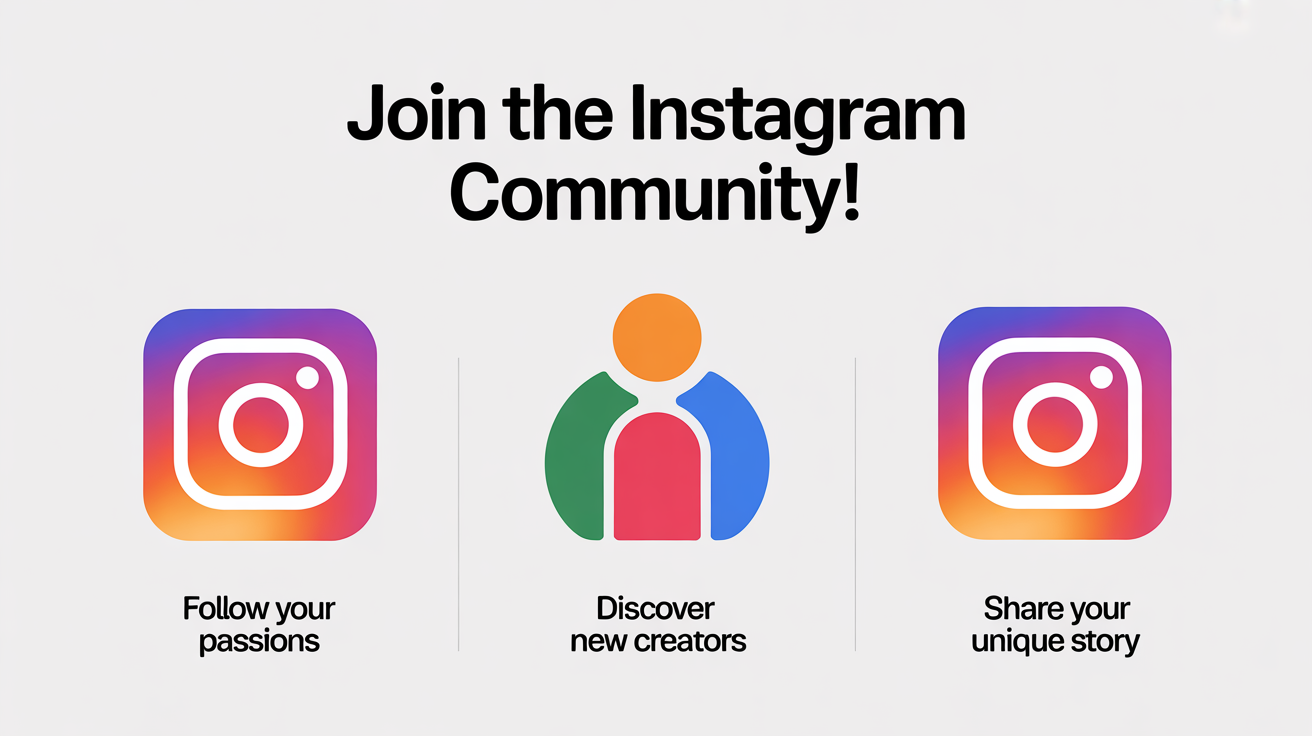 Join the Instagram
Community!
Follow your
passions
Discover
new creators
Share your
unique story